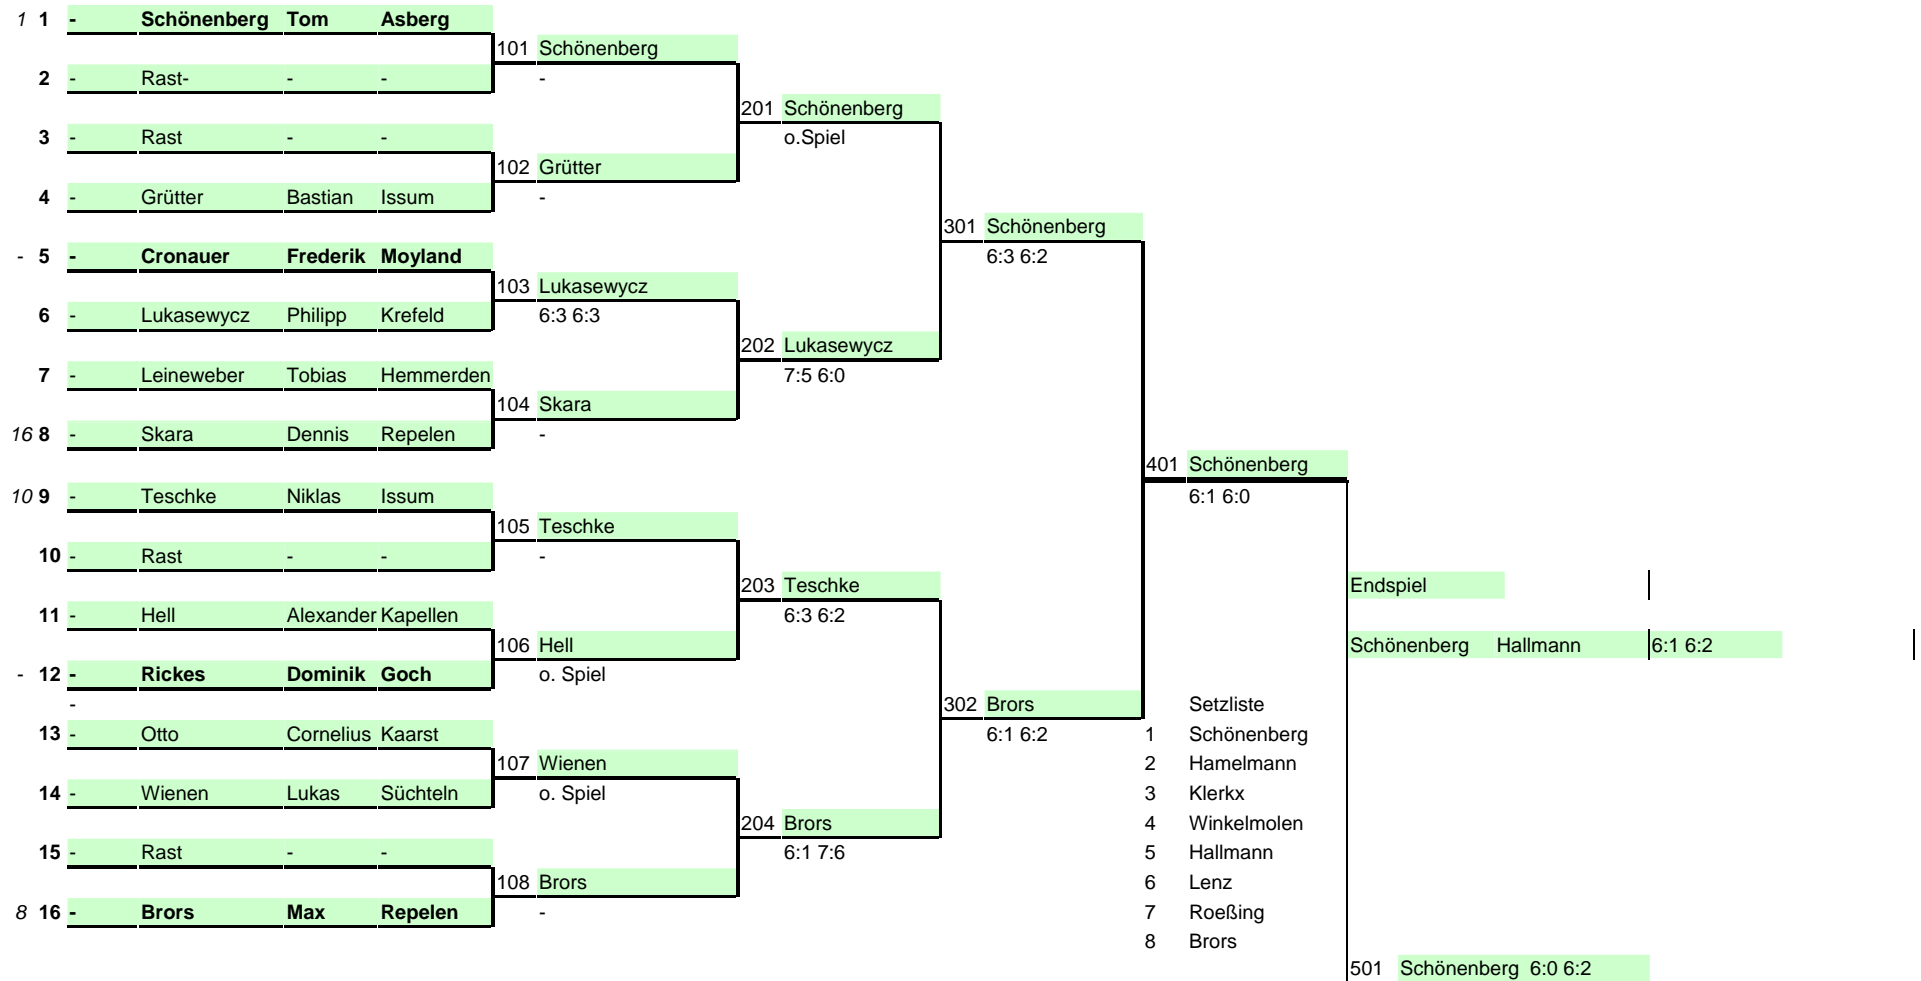 1 1 - Schönenberg Tom Asberg
101 Schönenberg
2 - Rast- - - -
201 Schönenberg
3 - Rast - - o.Spiel
102 Grütter
4 - Grütter Bastian Issum -
301 Schönenberg
- 5 - Cronauer Frederik Moyland 6:3 6:2
103 Lukasewycz
6 - Lukasewycz Philipp Krefeld 6:3 6:3
202 Lukasewycz
7 - Leineweber Tobias Hemmerden 7:5 6:0
104 Skara
16 8 - Skara Dennis Repelen -
401 Schönenberg
10 9 - Teschke Niklas Issum 6:1 6:0
105 Teschke
10 - Rast - - -
203 Teschke Endspiel
11 - Hell Alexander Kapellen 6:3 6:2
106 Hell Schönenberg Hallmann 6:1 6:2
- 12 - Rickes Dominik Goch o. Spiel
- 302 Brors Setzliste
13 - Otto Cornelius Kaarst 6:1 6:2 1 Schönenberg
107 Wienen 2 Hamelmann
14 - Wienen Lukas Süchteln o. Spiel 3 Klerkx
204 Brors 4 Winkelmolen
15 - Rast - - 6:1 7:6 5 Hallmann
108 Brors 6 Lenz
8 16 - Brors Max Repelen - 7 Roeßing
8 Brors
501 Schönenberg 6:0 6:2